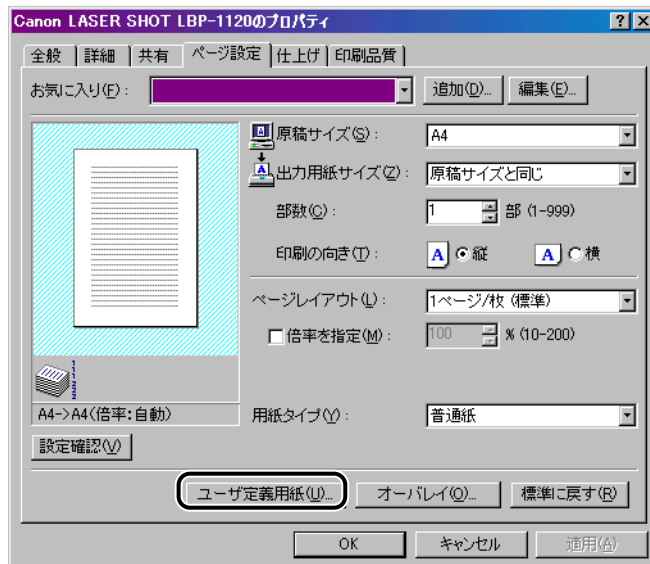 Canon LASER SHOT LBP-1120のプロパティ
全般 詳細 共有 ページ設定 仕上げ 印刷品質
お気に入り(F): 追加(D)... 編集(E)...
原稿サイズ(S): A4
出力用紙サイズ(Z): 原稿サイズと同じ
部数(C): 1 部 (1-999)
印刷の向き(T): A 縦 A 横
ページレイアウト(L): 1ページ/枚 (標準)
倍率を指定(M): 100 % (10-200)
A4->A4(倍率:自動) 用紙タイプ(Y): 普通紙
設定確認(V)
ユーザ定義用紙(U)... オーバレイ(O)... 標準に戻す(R)
OK キャンセル 適用(A)